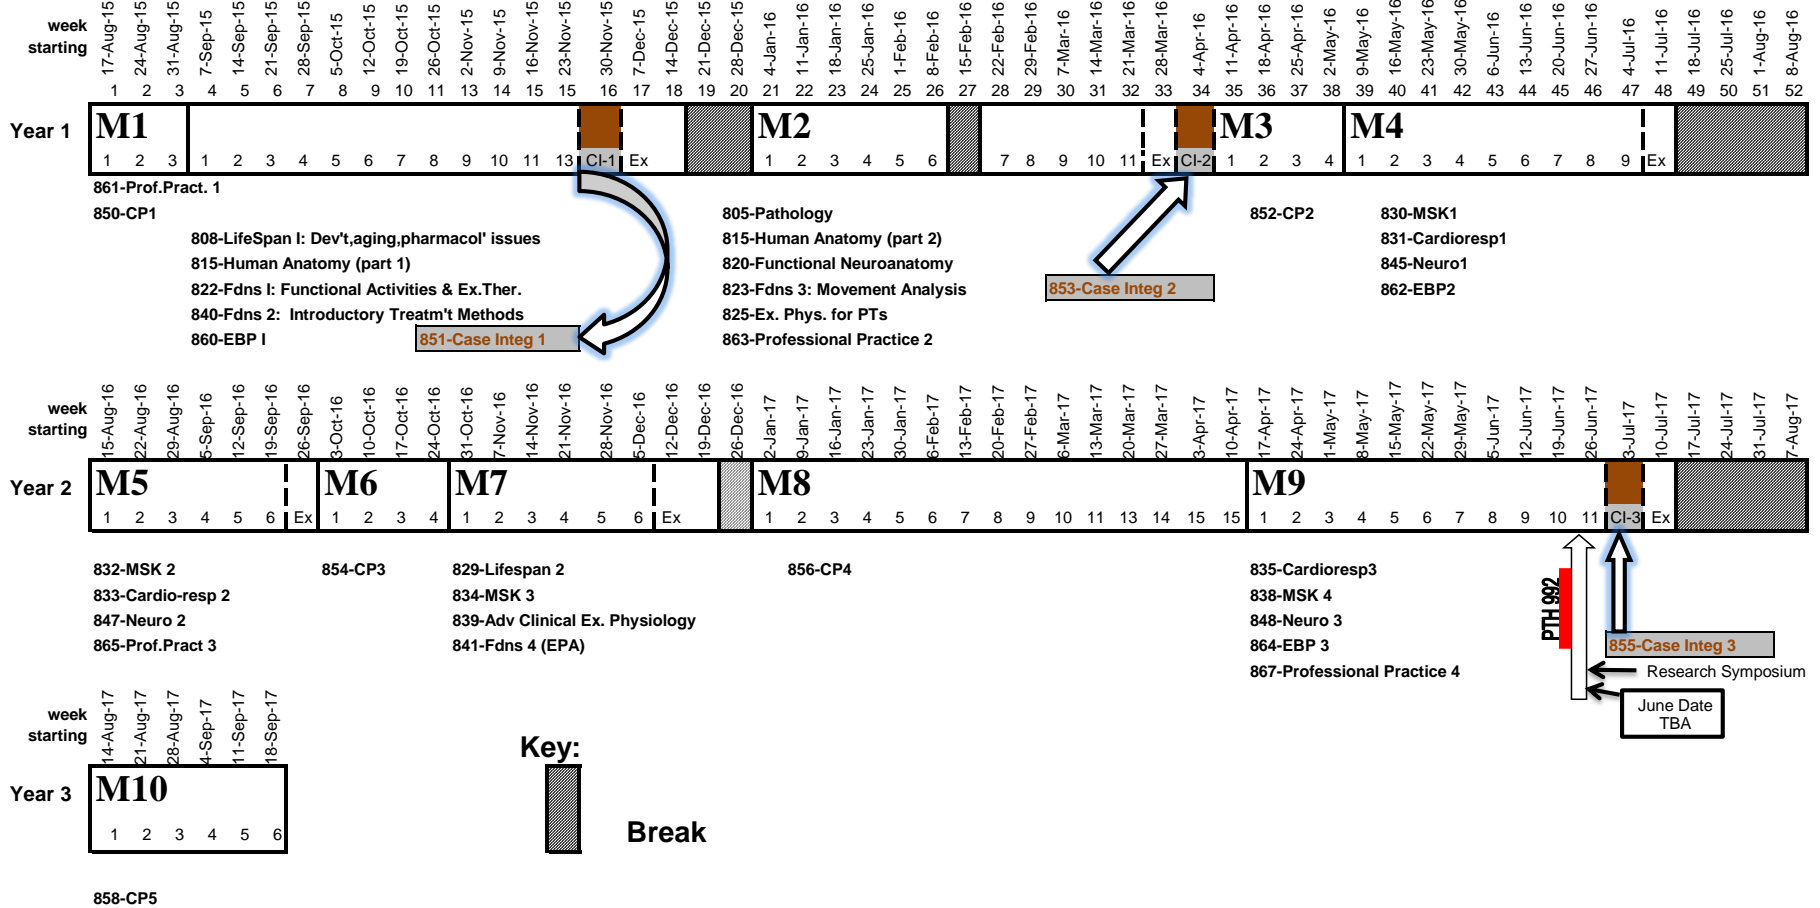 week starting
17-Aug-15 24-Aug-15 31-Aug-15 7-Sep-15 14-Sep-15 21-Sep-15 28-Sep-15 5-Oct-15 12-Oct-15 19-Oct-15 26-Oct-15 2-Nov-15 9-Nov-15 16-Nov-15 23-Nov-15 30-Nov-15 7-Dec-15 14-Dec-15 21-Dec-15 28-Dec-15 4-Jan-16 11-Jan-16 18-Jan-16 25-Jan-16 1-Feb-16 8-Feb-16 15-Feb-16 22-Feb-16 29-Feb-16 7-Mar-16 14-Mar-16 21-Mar-16 28-Mar-16 4-Apr-16 11-Apr-16 18-Apr-16 25-Apr-16 2-May-16 9-May-16 16-May-16 23-May-16 30-May-16 6-Jun-16 13-Jun-16 20-Jun-16 27-Jun-16 4-Jul-16 11-Jul-16 18-Jul-16 25-Jul-16 1-Aug-16 8-Aug-16
1 2 3 4 5 6 7 8 9 10 11 13 14 15 15 16 17 18 19 20 21 22 23 24 25 26 27 28 29 30 31 32 33 34 35 36 37 38 39 40 41 42 43 44 45 46 47 48 49 50 51 52
Year 1 M1 M2 M3 M4
1 2 3 1 2 3 4 5 6 7 8 9 10 11 13 CI-1 Ex 1 2 3 4 5 6 7 8 9 10 11 Ex CI-2 1 2 3 4 1 2 3 4 5 6 7 8 9 Ex
861-Prof.Pract. 1
850-CP1 805-Pathology 852-CP2 830-MSK1
808-LifeSpan I: Dev't,aging,pharmacol' issues 815-Human Anatomy (part 2) 831-Cardioresp1
815-Human Anatomy (part 1) 820-Functional Neuroanatomy 845-Neuro1
822-Fdns I: Functional Activities & Ex.Ther. 823-Fdns 3: Movement Analysis 853-Case Integ 2 862-EBP2
840-Fdns 2: Introductory Treatm't Methods 825-Ex. Phys. for PTs
860-EBP I 851-Case Integ 1 863-Professional Practice 2
week starting
15-Aug-16 22-Aug-16 29-Aug-16 5-Sep-16 12-Sep-16 19-Sep-16 26-Sep-16 3-Oct-16 10-Oct-16 17-Oct-16 24-Oct-16 31-Oct-16 7-Nov-16 14-Nov-16 21-Nov-16 28-Nov-16 5-Dec-16 12-Dec-16 19-Dec-16 26-Dec-16 2-Jan-17 9-Jan-17 16-Jan-17 23-Jan-17 30-Jan-17 6-Feb-17 13-Feb-17 20-Feb-17 27-Feb-17 6-Mar-17 13-Mar-17 20-Mar-17 27-Mar-17 3-Apr-17 10-Apr-17 17-Apr-17 24-Apr-17 1-May-17 8-May-17 15-May-17 22-May-17 29-May-17 5-Jun-17 12-Jun-17 19-Jun-17 26-Jun-17 3-Jul-17 10-Jul-17 17-Jul-17 24-Jul-17 31-Jul-17 7-Aug-17
Year 2 M5 M6 M7 M8 M9
1 2 3 4 5 6 Ex 1 2 3 4 1 2 3 4 5 6 Ex 1 2 3 4 5 6 7 8 9 10 11 13 14 15 15 1 2 3 4 5 6 7 8 9 10 11 CI-3 Ex
832-MSK 2 854-CP3 829-Lifespan 2 856-CP4 835-Cardioresp3
833-Cardio-resp 2 834-MSK 3 838-MSK 4 PTH 992
847-Neuro 2 839-Adv Clinical Ex. Physiology 848-Neuro 3
865-Prof.Pract 3 841-Fdns 4 (EPA) 864-EBP 3 855-Case Integ 3
867-Professional Practice 4 Research Symposium
June Date
TBA
week starting
14-Aug-17 21-Aug-17 28-Aug-17 4-Sep-17 11-Sep-17 18-Sep-17
Key:
Year 3 M10
1 2 3 4 5 6 Break
858-CP5